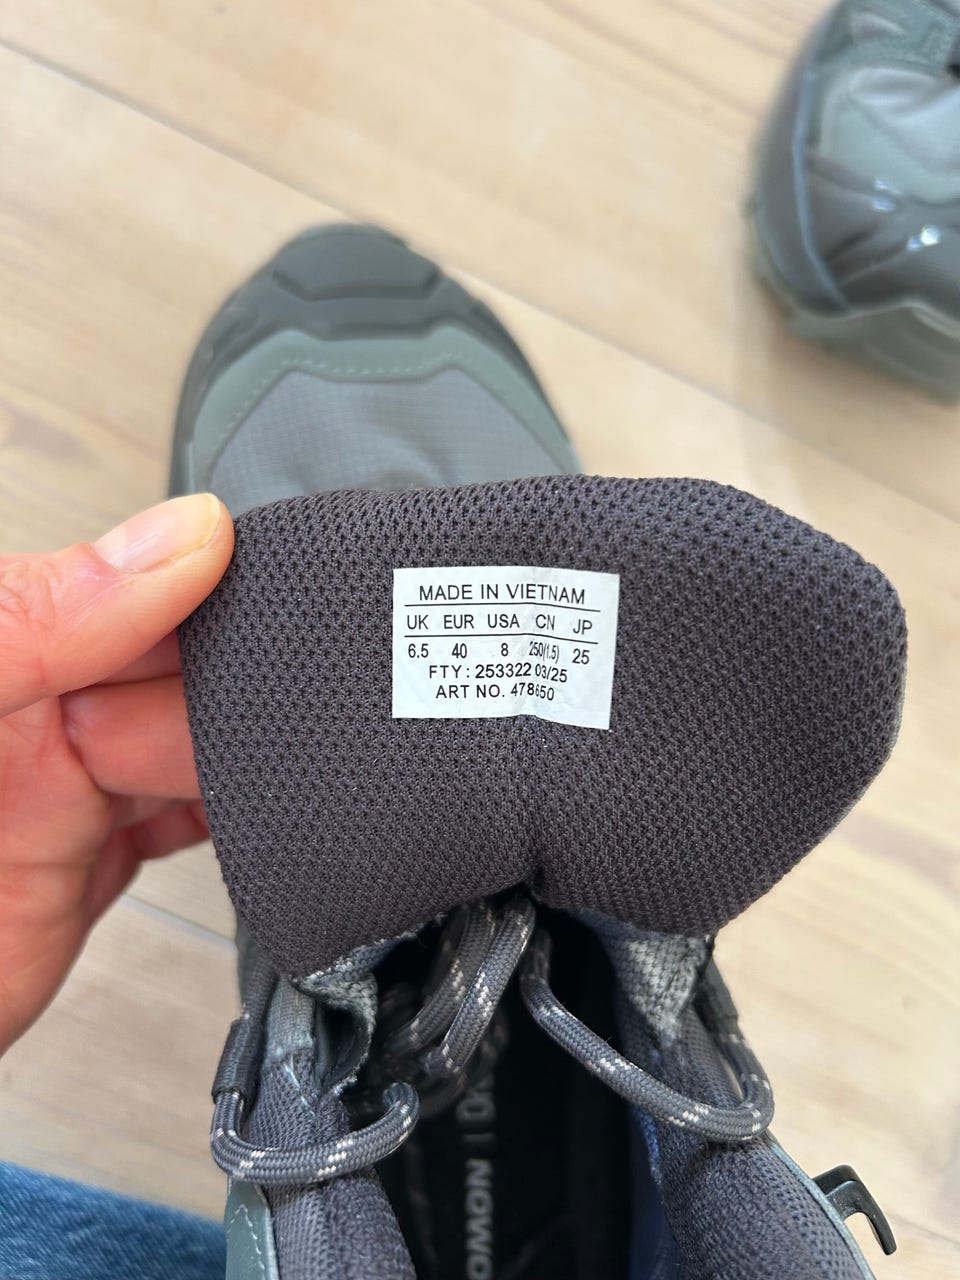 MADE IN VIETNAM
UK EUR USA CN JP
6.5 40 8 250(1.5) 25
FTY: 253322 03/25
ART NO. 478650